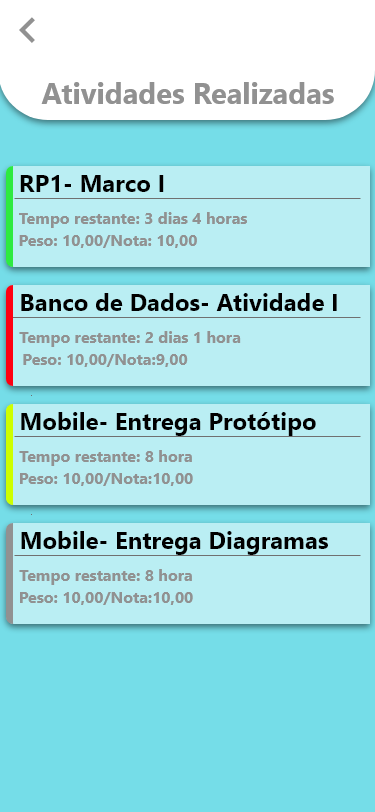 Atividades Realizadas
RP1- Marco I
Tempo restante: 3 dias 4 horas
Peso: 10,00/Nota: 10,00
Banco de Dados- Atividade I
Tempo restante: 2 dias 1 hora
Peso: 10,00/Nota:9,00
Mobile- Entrega Protótipo
Tempo restante: 8 hora
Peso: 10,00/Nota:10,00
Mobile- Entrega Diagramas
Tempo restante: 8 hora
Peso: 10,00/Nota:10,00